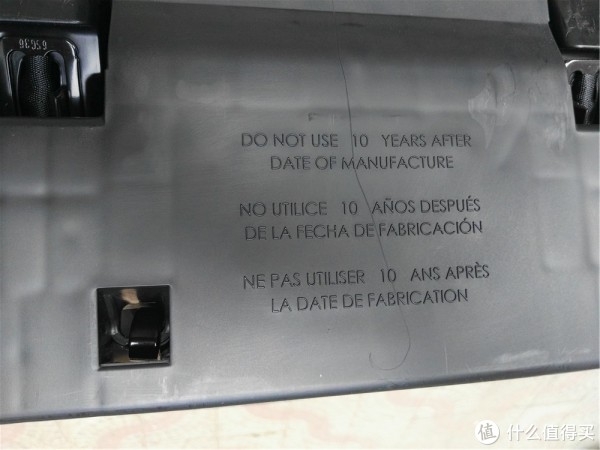 DO NOT USE 10 YEARS AFTER
DATE OF MANUFACTURE
NO UTILICE 10 AÑOS DESPUÉS
DE LA FECHA DE FABRICACIÓN
NE PAS UTILISER 10 ANS APRÈS
LA DATE DE FABRICATION
值 什么值得买